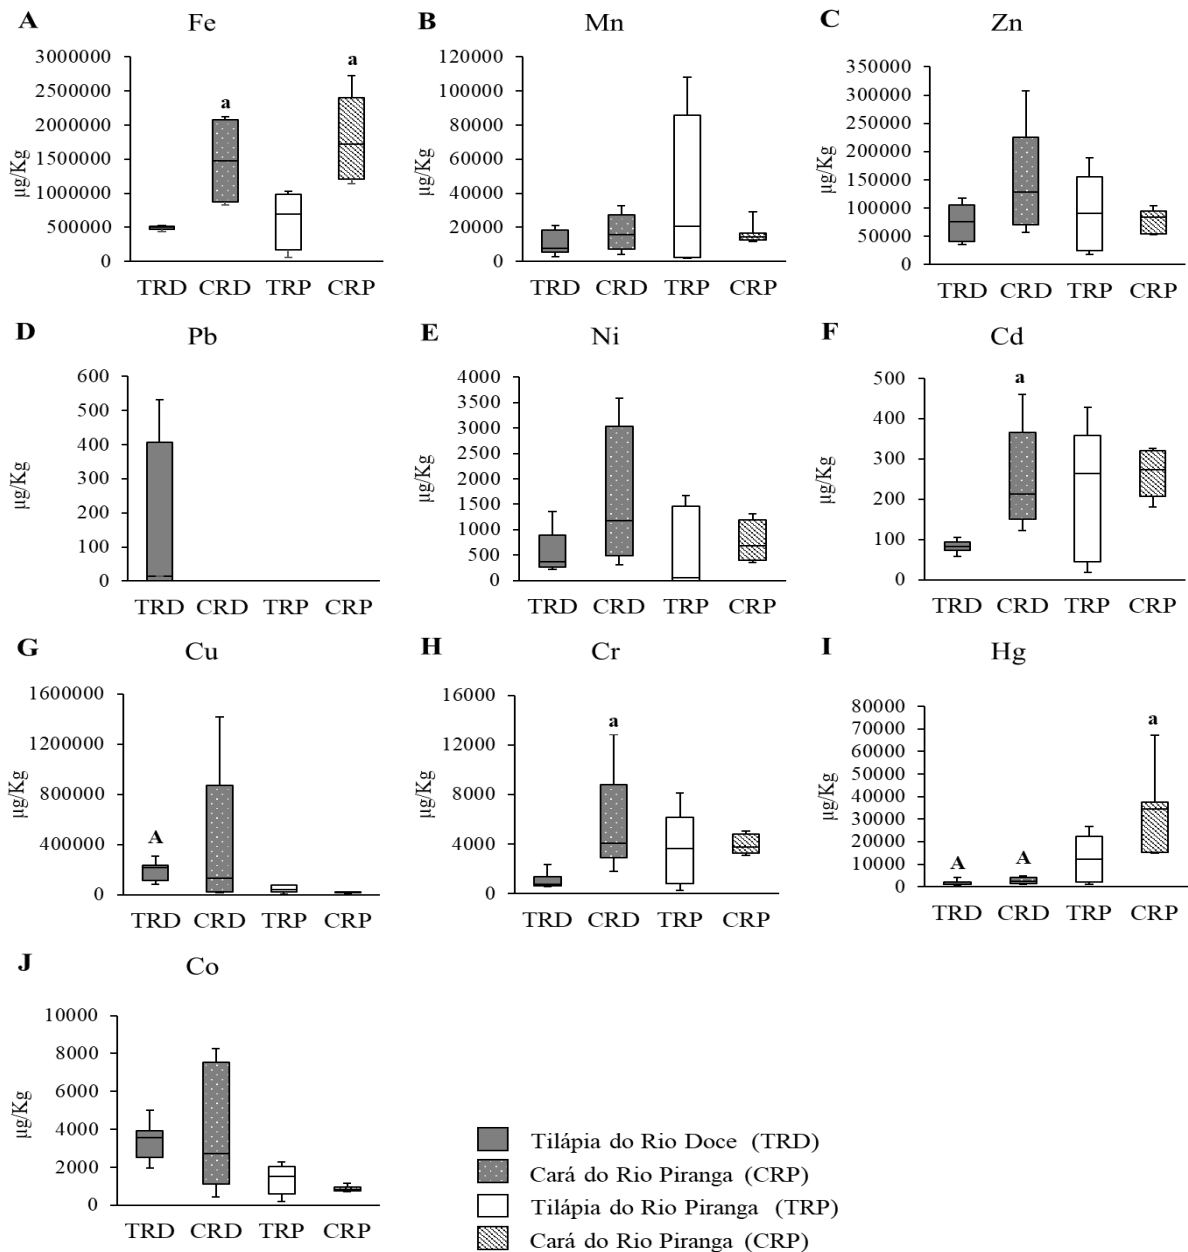 A Fe
3000000
2500000
2000000
1500000
1000000
500000
0
µg/Kg
a
a
TRD CRD TRP CRP
B Mn
120000
100000
80000
60000
40000
20000
0
µg/Kg
TRD CRD TRP CRP
C Zn
350000
300000
250000
200000
150000
100000
50000
0
µg/Kg
TRD CRD TRP CRP
D Pb
600
500
400
300
200
100
0
µg/Kg
TRD CRD TRP CRP
E Ni
4000
3500
3000
2500
2000
1500
1000
500
0
µg/Kg
TRD CRD TRP CRP
F Cd
500
400
300
200
100
0
µg/Kg
a
TRD CRD TRP CRP
G Cu
1600000
1200000
800000
400000
0
µg/Kg
A
TRD CRD TRP CRP
H Cr
16000
12000
8000
4000
0
µg/Kg
a
TRD CRD TRP CRP
I Hg
80000
70000
60000
50000
40000
30000
20000
10000
0
µg/Kg
A
A
a
TRD CRD TRP CRP
J Co
10000
8000
6000
4000
2000
0
µg/Kg
TRD CRD TRP CRP
Tilápia do Rio Doce (TRD)
Cará do Rio Piranga (CRP)
Tilápia do Rio Piranga (TRP)
Cará do Rio Piranga (CRP)